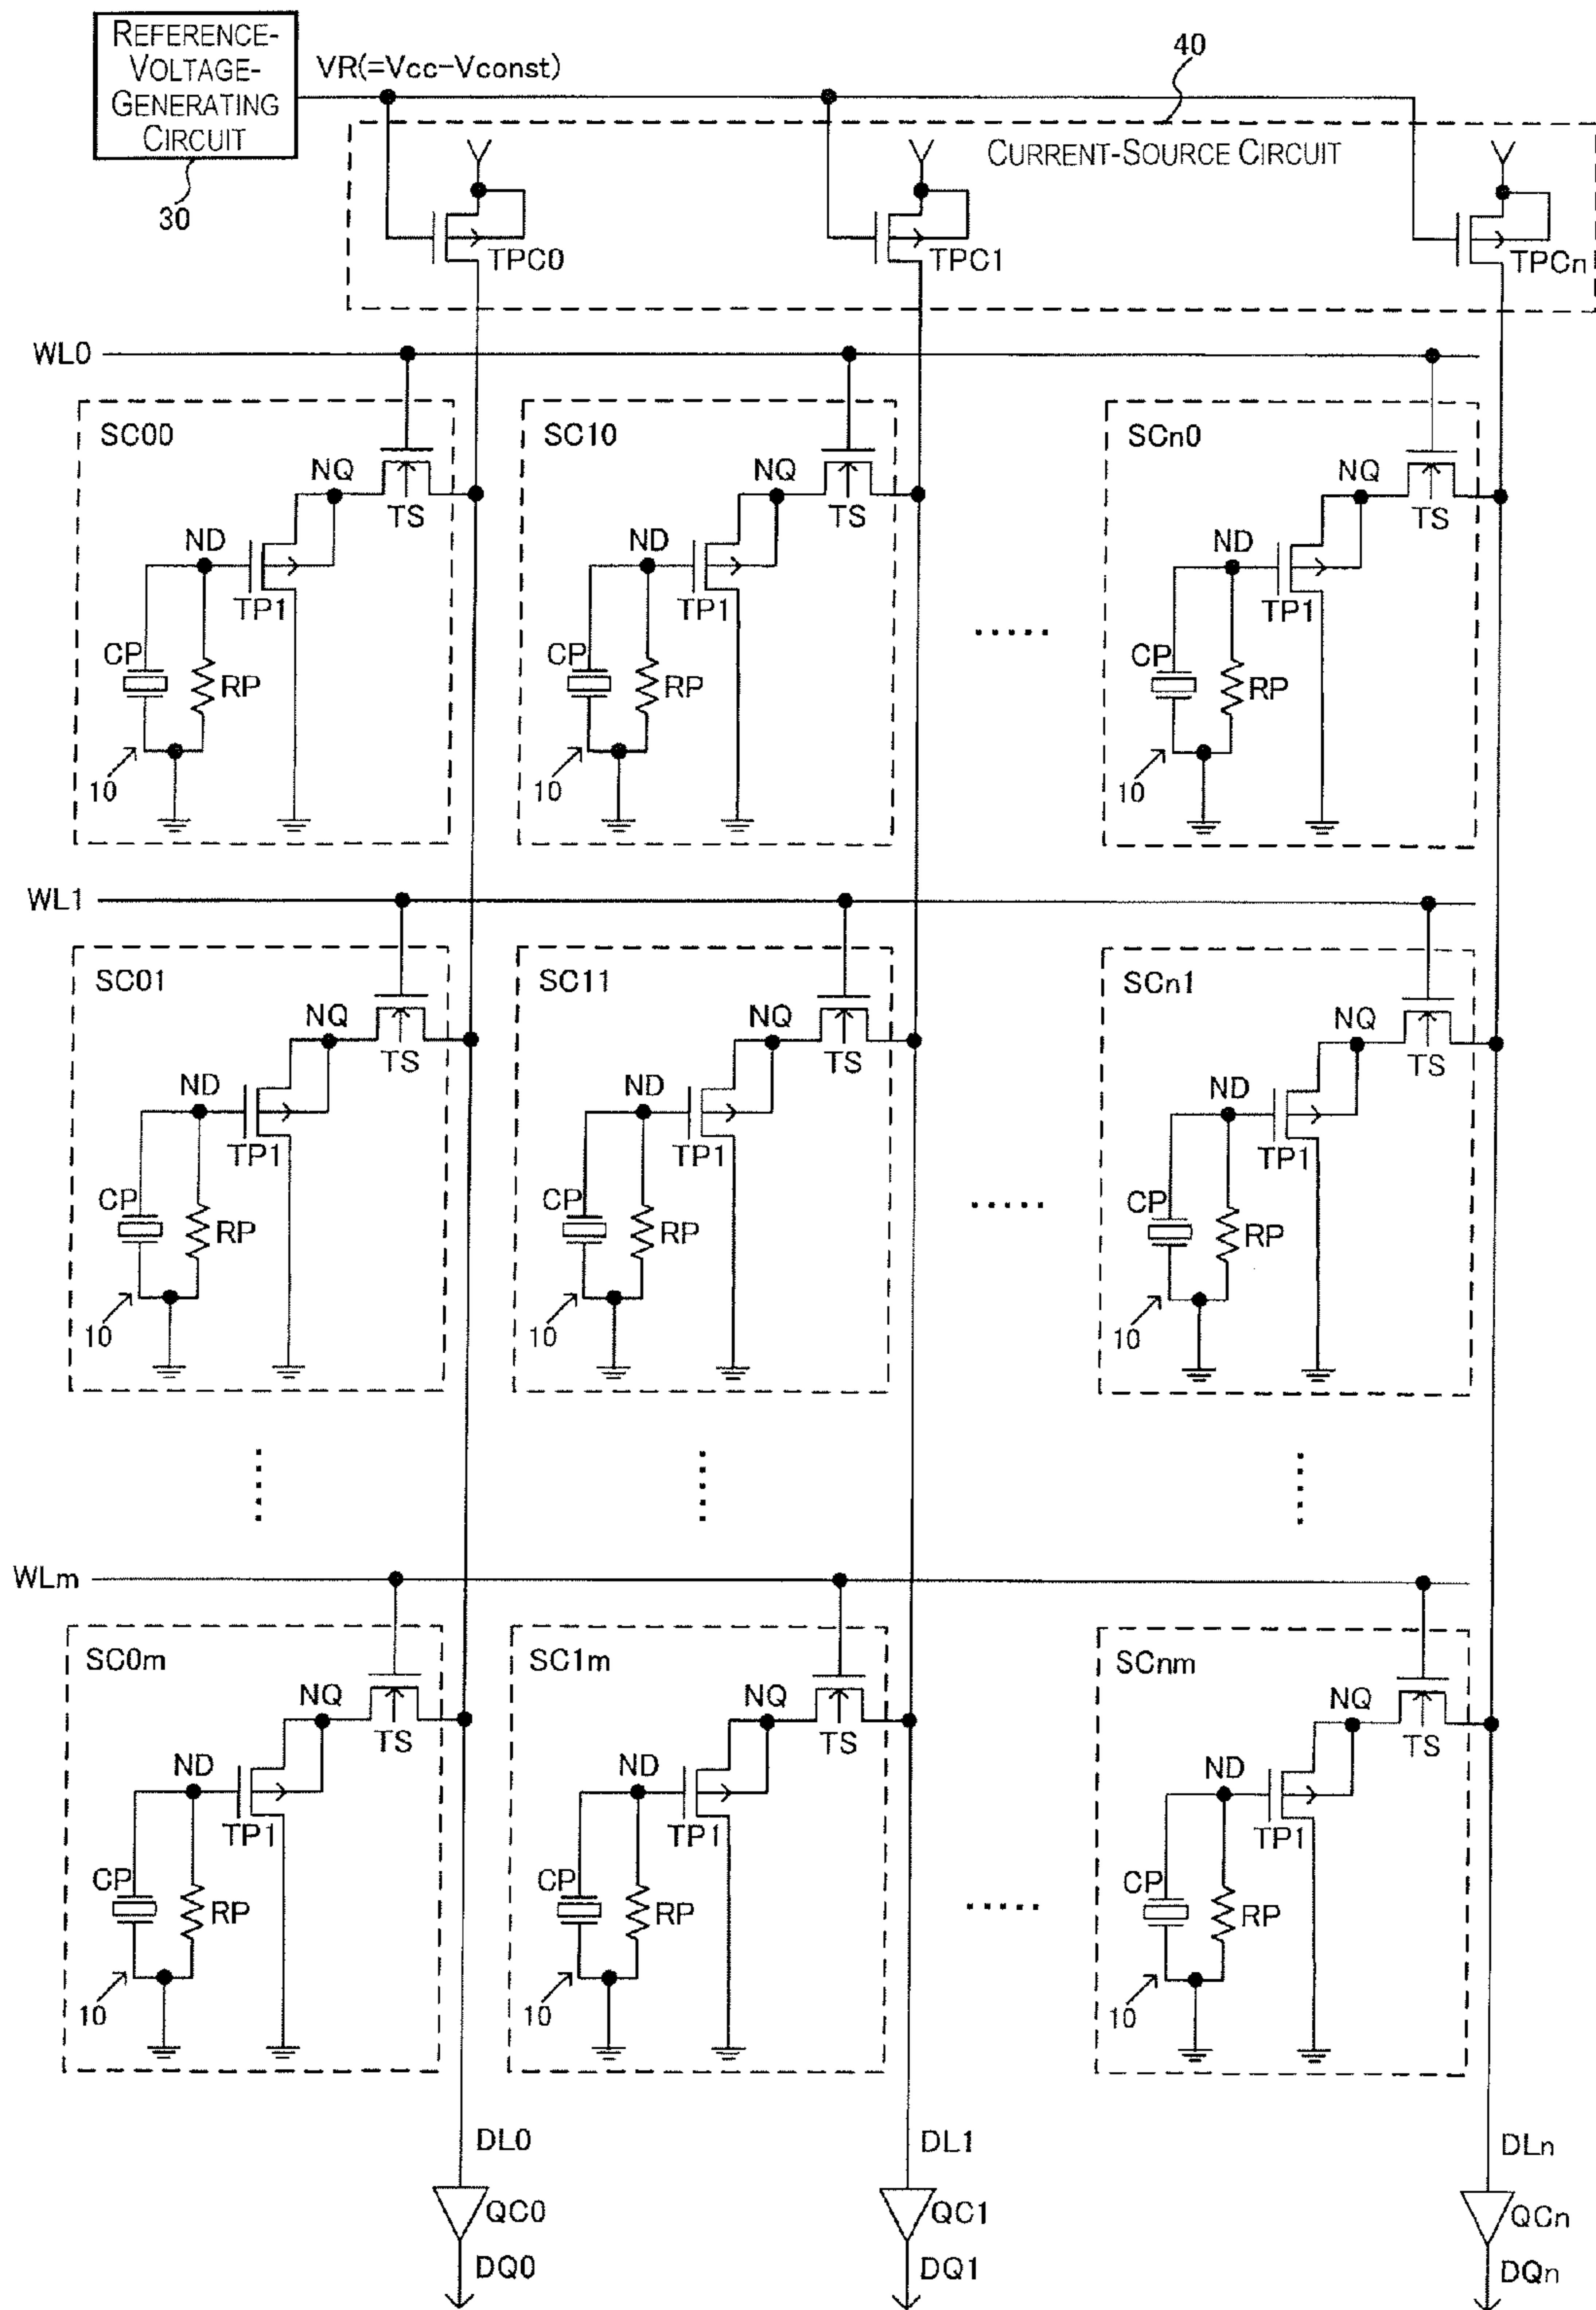 REFERENCE-
VOLTAGE-
GENERATING
CIRCUIT
VR(=Vcc-Vconst)
40
30
CURRENT-SOURCE CIRCUIT
TPC0
TPC1
TPCn
WL0
SC00
NQ
TS
ND
TP1
CP
RP
10
SC10
NQ
TS
ND
TP1
CP
RP
10
.....
SCn0
NQ
TS
ND
TP1
CP
RP
10
WL1
SC01
NQ
TS
ND
TP1
CP
RP
10
SC11
NQ
TS
ND
TP1
CP
RP
10
.....
SCn1
NQ
TS
ND
TP1
CP
RP
10
WLm
SC0m
NQ
TS
ND
TP1
CP
RP
10
SC1m
NQ
TS
ND
TP1
CP
RP
10
.....
SCnm
NQ
TS
ND
TP1
CP
RP
10
DL0
DL1
DLn
QC0
QC1
QCn
DQ0
DQ1
DQn